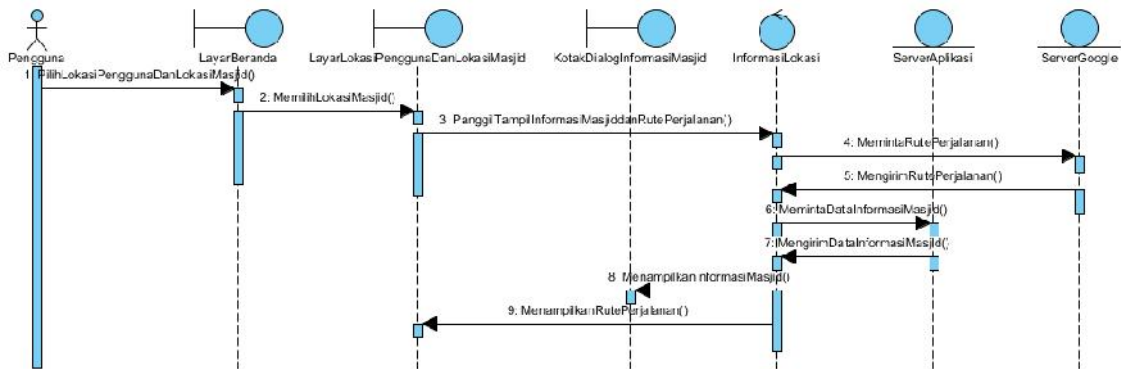 Pengguna
LayarBeranda
LayarLokasiPenggunaDanLokasiMasjid
KotakDialogInformasiMasjid
InformasiLokasi
ServerAplikasi
ServerGoogle
1: PilihLokasiPenggunaDanLokasiMasjid()
2: MemilihLokasiMasjid()
3: PanggilTampilInformasiMasjiddanRutePerjalanan()
4: MemintaRutePerjalanan()
5: MengirimRutePerjalanan()
6: MemintaDataInformasiMasjid()
7: MengirimDataInformasiMasjid()
8: MenampilkanInformasiMasjid()
9: MenampilkanRutePerjalanan()